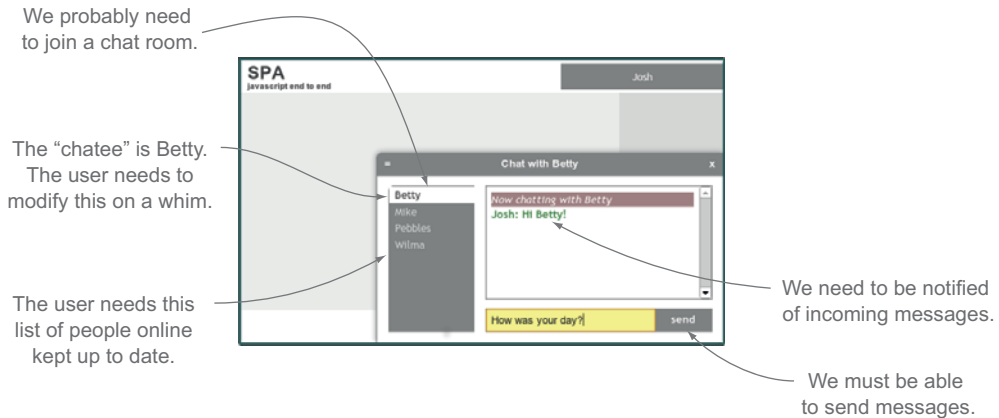 We probably need
to join a chat room.
SPA
javascript end to end
Josh
The “chatee” is Betty.
The user needs to
modify this on a whim.
=
Chat with Betty
x
Betty
Mike
Pebbles
Wilma
Now chatting with Betty
Josh: Hi Betty!
The user needs this
list of people online
kept up to date.
We need to be notified
of incoming messages.
How was your day?
send
We must be able
to send messages.